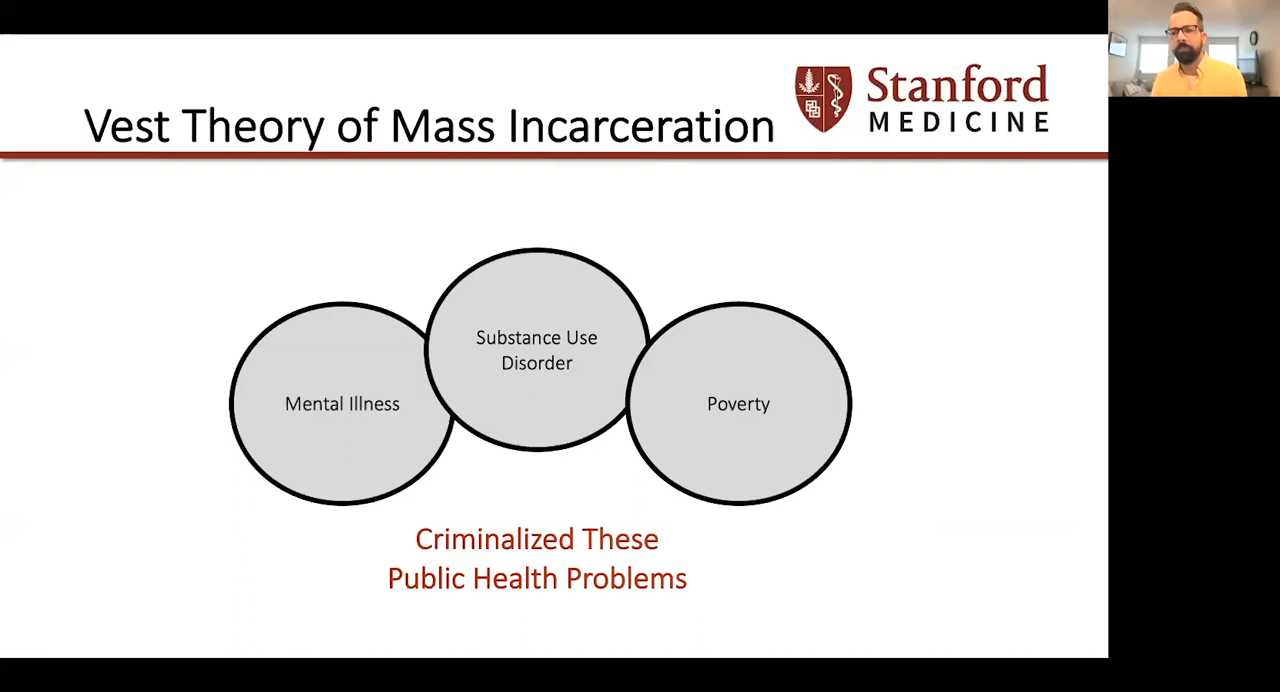 Vest Theory of Mass Incarceration
Stanford
MEDICINE
Substance Use
Disorder
Mental Illness
Poverty
Criminalized These
Public Health Problems